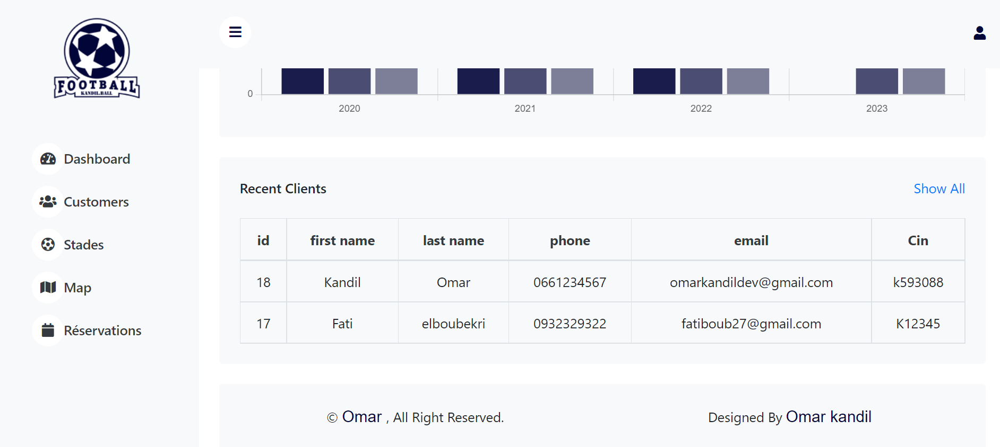 FOOTBALL
KANDIL.BALL
Dashboard
Customers
Stades
Map
Réservations
0
2020 2021 2022 2023
Recent Clients Show All
id first name last name phone email Cin
18 Kandil Omar 0661234567 omarkandildev@gmail.com k593088
17 Fati elboubekri 0932329322 fatiboub27@gmail.com K12345
© Omar , All Right Reserved. Designed By Omar kandil